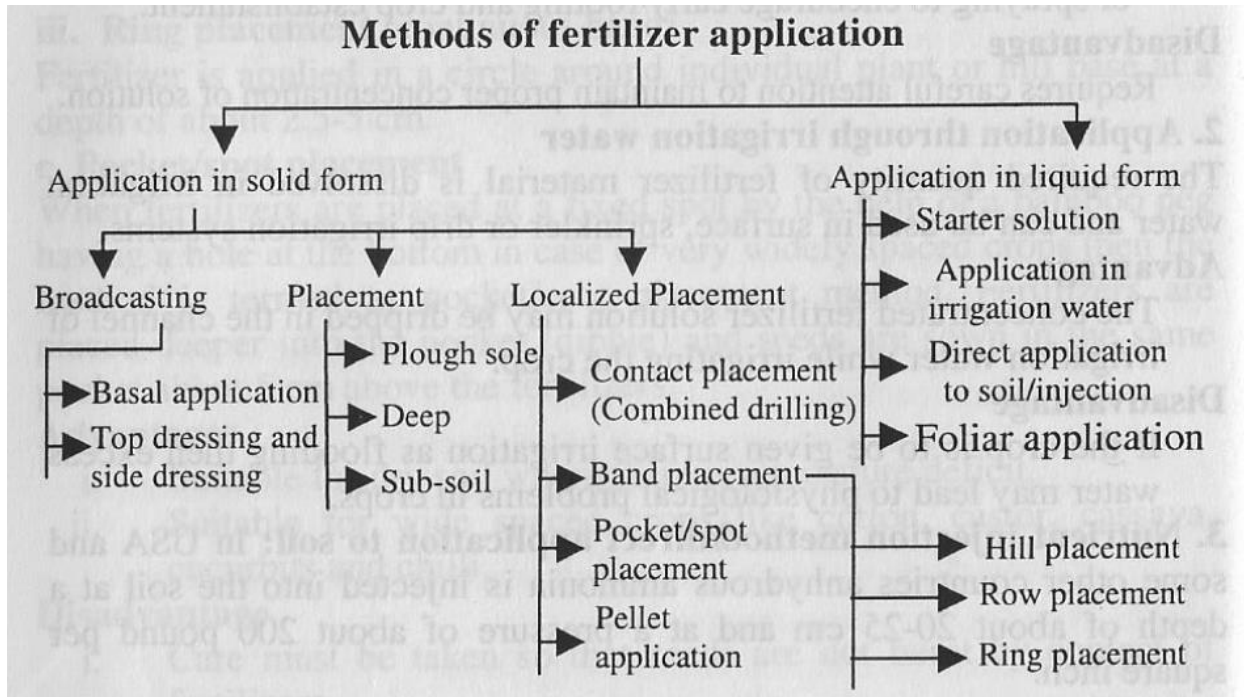 Methods of fertilizer application
Application in solid form
Application in liquid form
Broadcasting
Basal application
Top dressing and
side dressing
Placement
Plough sole
Deep
Sub-soil
Localized Placement
Contact placement
(Combined drilling)
Band placement
Hill placement
Row placement
Ring placement
Pocket/spot
placement
Pellet
application
Starter solution
Application in
irrigation water
Direct application
to soil/injection
Foliar application